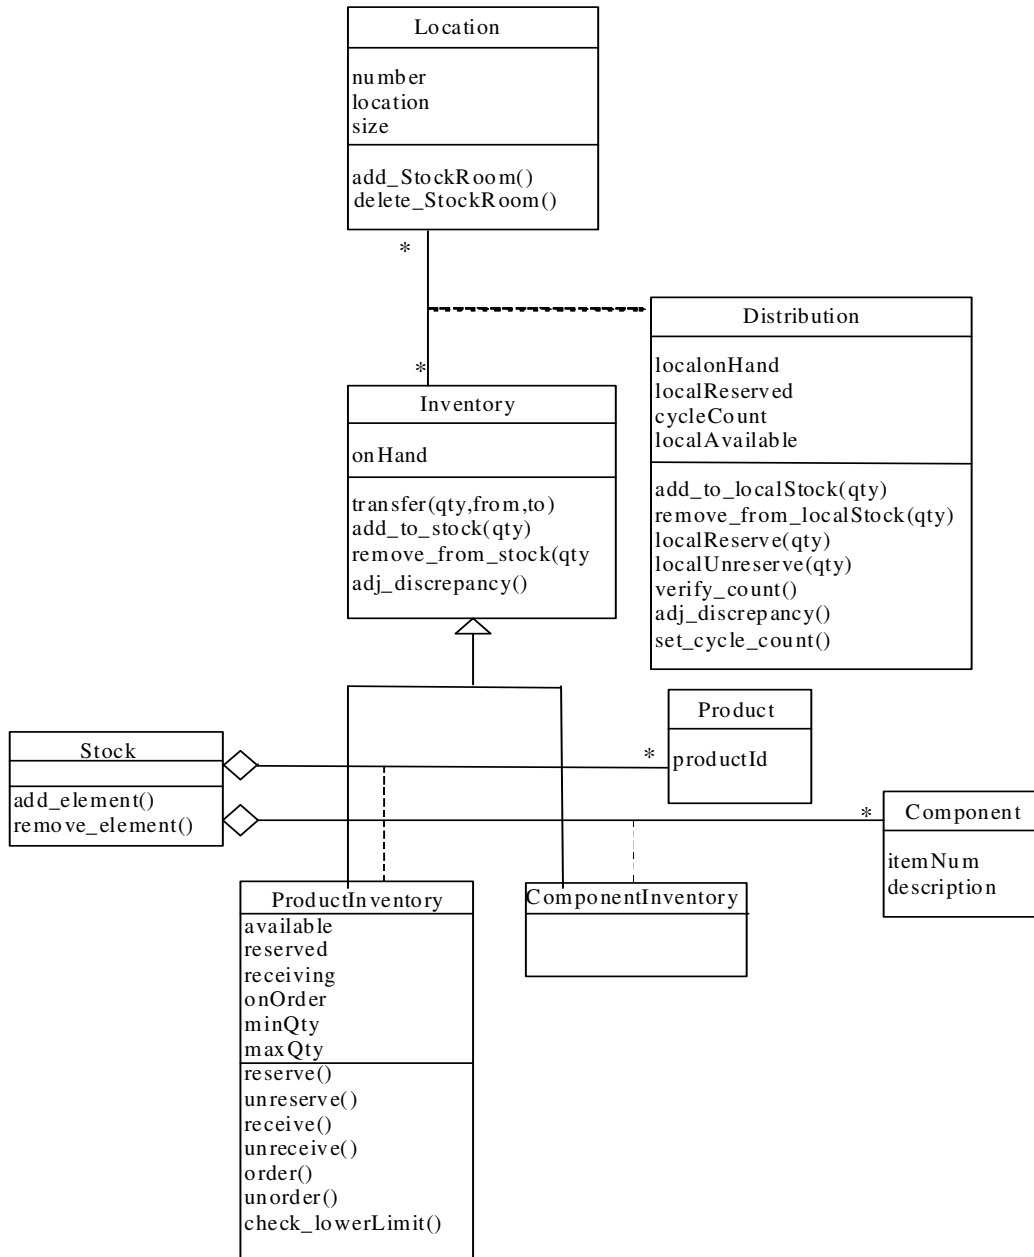 Location
number
location
size
add_StockRoom()
delete_StockRoom()
*
*
Distribution
localonHand
localReserved
cycleCount
localAvailable
add_to_localStock(qty)
remove_from_localStock(qty)
localReserve(qty)
localUnreserve(qty)
verify_count()
adj_discrepancy()
set_cycle_count()
Inventory
onHand
transfer(qty,from,to)
add_to_stock(qty)
remove_from_stock(qty
adj_discrepancy()
Stock
add_element()
remove_element()
*
Product
productId
*
Component
itemNum
description
ProductInventory
available
reserved
receiving
onOrder
minQty
maxQty
reserve()
unreserve()
receive()
unreceive()
order()
unorder()
check_lowerLimit()
ComponentInventory